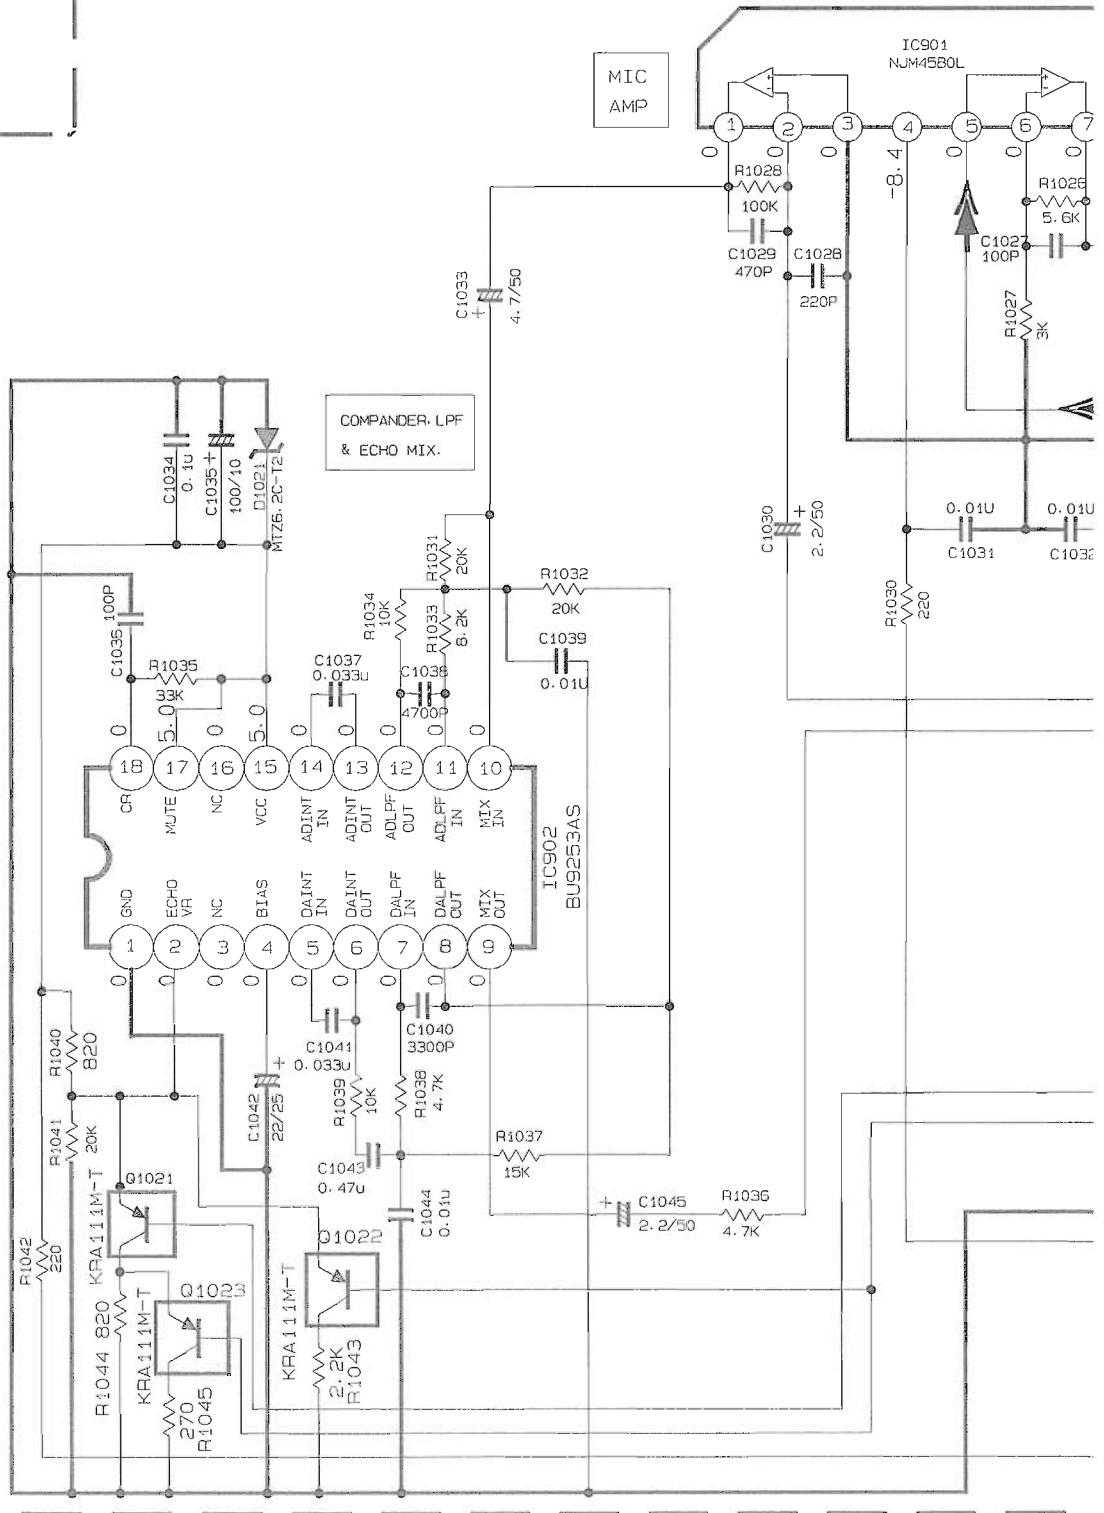 IC901
NJM4580L
MIC
AMP
1
2
3
4
5
6
7
0
0
0
-8.4
0
0
0
R1028
100K
C1029
470P
C1028
220P
R1026
5.6K
C1027
100P
R1027
3K
C1033
+
4.7/50
COMPANDER, LPF
& ECHO MIX.
C1034
0.1u
C1035 +
100/10
D1021
MTZ6.2C-T2
C1030
+
2.2/50
0.01U
C1031
0.01U
C1032
R1031
20K
R1032
20K
R1034
10K
R1033
8.2K
R1030
220
C1036
100P
R1035
33K
C1037
0.033u
C1038
4700P
C1039
0.01U
0
5.0
0
5.0
0
0
0
0
0
18
17
16
15
14
13
12
11
10
CR
MUTE
NC
VCC
ADINT
IN
ADINT
OUT
ADLPF
OUT
ADLPF
IN
MIX
IN
IC902
BU9253AS
GND
ECHO
VR
NC
BIAS
DAINT
IN
DAINT
OUT
DALPF
IN
DALPF
OUT
MIX
OUT
1
2
3
4
5
6
7
8
9
0
0
0
0
0
0
0
0
0
R1040
820
C1041
0.033u
C1040
3300P
C1042
+
22/25
R1039
10K
R1038
4.7K
R1041
20K
R1037
15K
C1043
0.47u
C1044
0.01u
+
C1045
2.2/50
R1036
4.7K
Q1021
KRA111M-T
R1042
220
Q1022
KRA111M-T
Q1023
KRA111M-T
R1044 820
2.2K
R1043
270
R1045